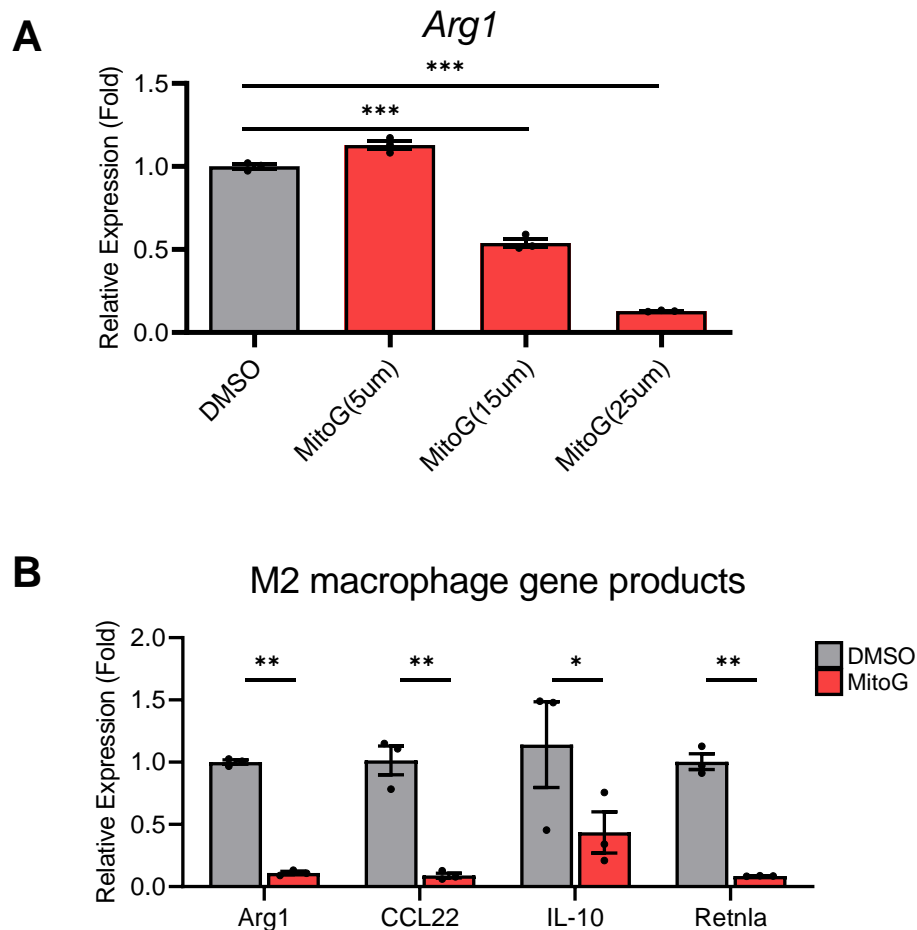 A
Arg1
***
***
Relative Expression (Fold)
1.5
1.0
0.5
0.0
DMSO
MitoG(5um)
MitoG(15um)
MitoG(25um)
B
M2 macrophage gene products
Relative Expression (Fold)
2.0
1.5
1.0
0.5
0.0
**
**
*
**
DMSO
MitoG
Arg1
CCL22
IL-10
Retnla